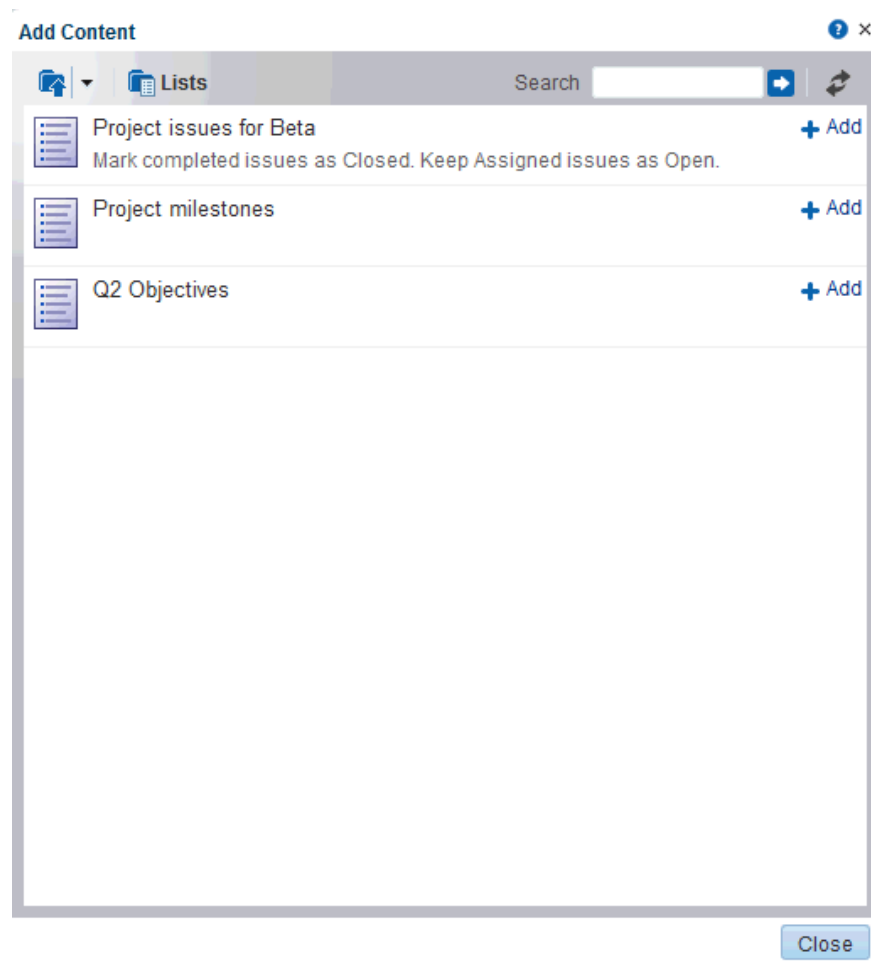 Add Content
Lists Search
Project issues for Beta Add
Mark completed issues as Closed. Keep Assigned issues as Open.
Project milestones Add
Q2 Objectives Add
Close